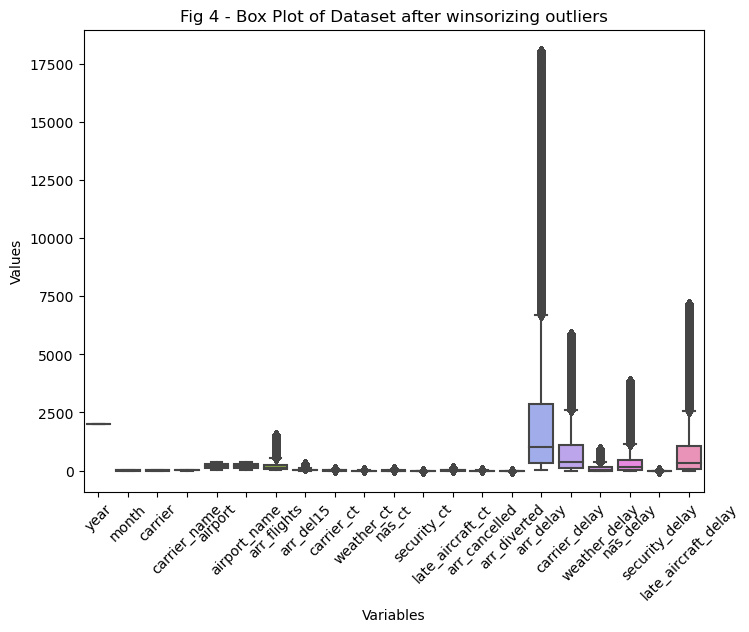 Fig 4 - Box Plot of Dataset after winsorizing outliers
Values
17500
15000
12500
10000
7500
5000
2500
0
year
month
carrier
carrier_name
airport
airport_name
arr_flights
arr_del15
carrier_ct
weather_ct
nas_ct
security_ct
late_aircraft_ct
arr_cancelled
arr_diverted
arr_delay
carrier_delay
weather_delay
nas_delay
security_delay
late_aircraft_delay
Variables